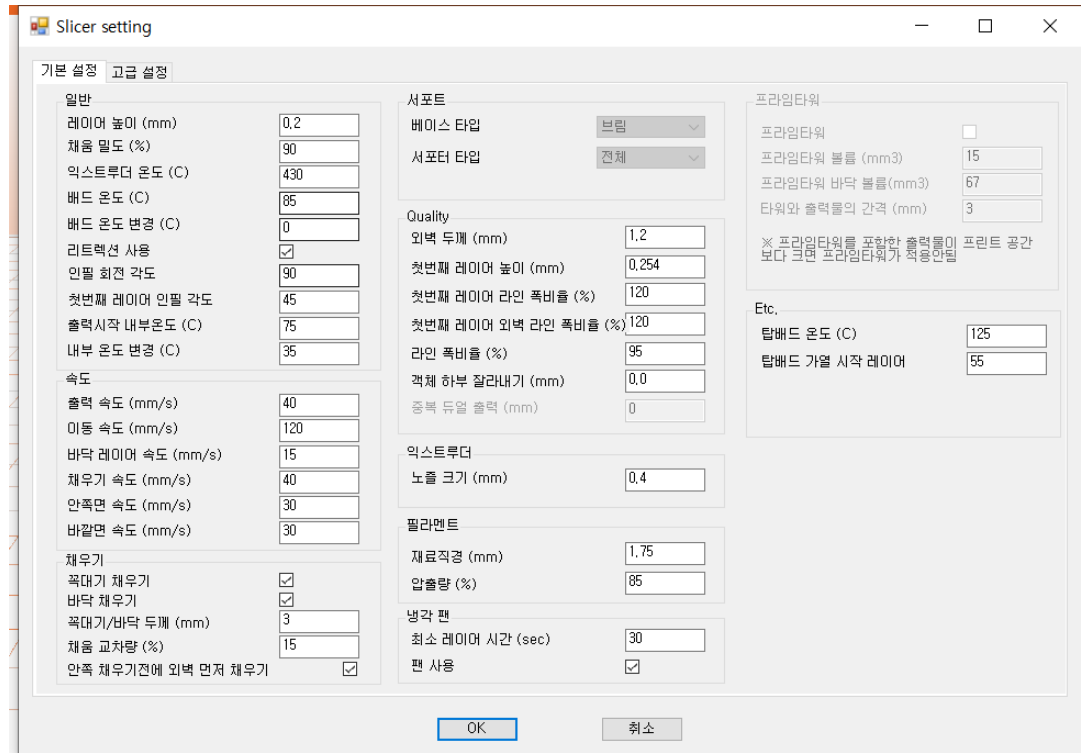 Slicer setting
기본 설정
고급 설정
일반
레이어 높이 (mm) 0,2
채움 밀도 (%) 90
익스트루더 온도 (C) 430
배드 온도 (C) 85
배드 온도 변경 (C) 0
리트렉션 사용
인필 회전 각도 90
첫번째 레이어 인필 각도 45
출력시작 내부온도 (C) 75
내부 온도 변경 (C) 35
속도
출력 속도 (mm/s) 40
이동 속도 (mm/s) 120
바닥 레이어 속도 (mm/s) 15
채우기 속도 (mm/s) 40
안쪽면 속도 (mm/s) 30
바깥면 속도 (mm/s) 30
채우기
꼭대기 채우기
바닥 채우기
꼭대기/바닥 두께 (mm) 3
채움 교차량 (%) 15
안쪽 채우기전에 외벽 먼저 채우기
서포트
베이스 타입 브림
서포터 타입 전체
Quality
외벽 두께 (mm) 1,2
첫번째 레이어 높이 (mm) 0,254
첫번째 레이어 라인 폭비율 (%) 120
첫번째 레이어 외벽 라인 폭비율 (%) 120
라인 폭비율 (%) 95
객체 하부 잘라내기 (mm) 0,0
중복 듀얼 출력 (mm) 0
익스트루더
노즐 크기 (mm) 0,4
필라멘트
재료직경 (mm) 1,75
압출량 (%) 85
냉각 팬
최소 레이어 시간 (sec) 30
팬 사용
프라임타워
프라임타워
프라임타워 볼륨 (mm3) 15
프라임타워 바닥 볼륨(mm3) 67
타워와 출력물의 간격 (mm) 3
※ 프라임타워를 포함한 출력물이 프린트 공간
보다 크면 프라임타워가 적용안됨
Etc,
탑배드 온도 (C) 125
탑배드 가열 시작 레이어 55
OK
취소